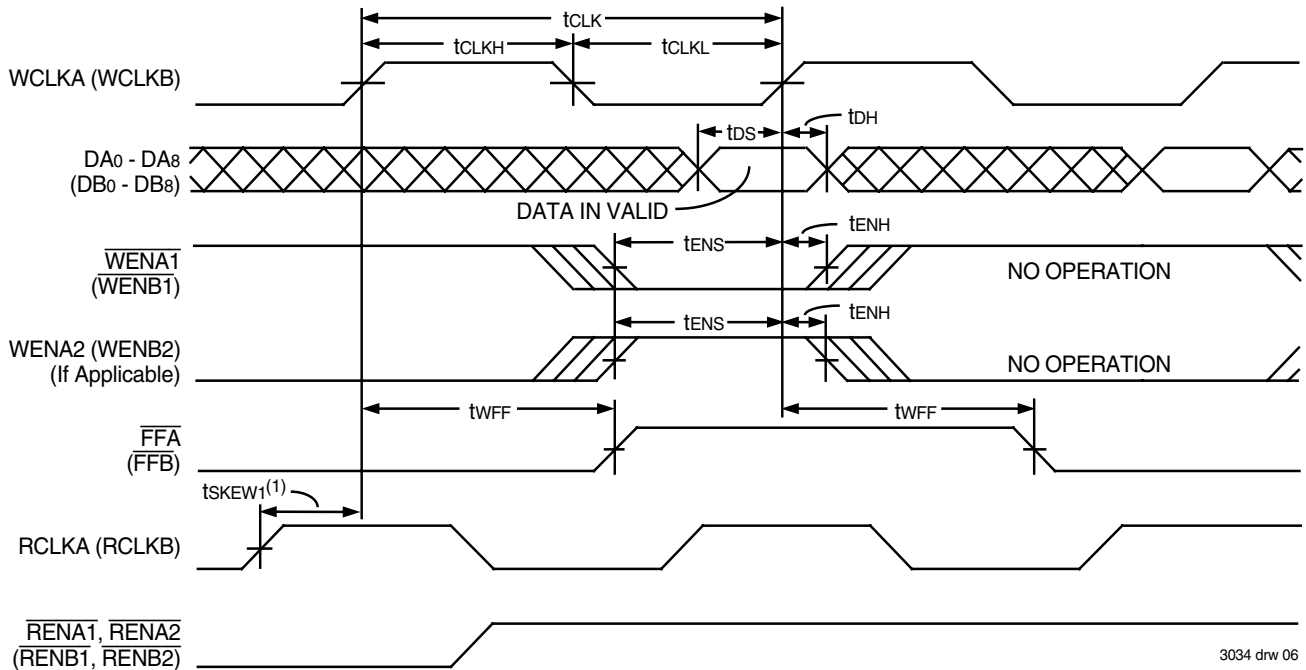 tCLK
tCLKH tCLKL
WCLKA (WCLKB)
tDS tDH
DA0 - DA8
(DB0 - DB8)
DATA IN VALID
tENS tENH
WENA1
(WENB1)
NO OPERATION
tENS tENH
WENA2 (WENB2)
(If Applicable)
NO OPERATION
tWFF tWFF
FFA
(FFB)
tSKEW1(1)
RCLKA (RCLKB)
RENA1, RENA2
(RENB1, RENB2)
3034 drw 06